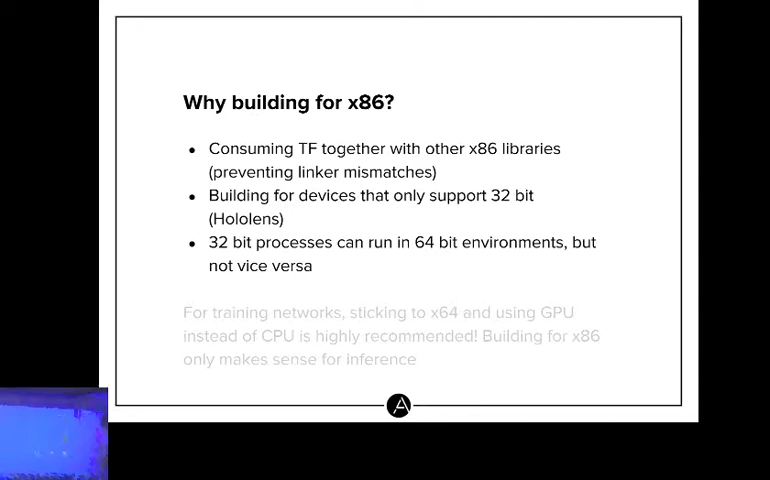 Why building for x86?
● Consuming TF together with other x86 libraries
(preventing linker mismatches)
● Building for devices that only support 32 bit
(Hololens)
● 32 bit processes can run in 64 bit environments, but
not vice versa
For training networks, sticking to x64 and using GPU
instead of CPU is highly recommended! Building for x86
only makes sense for inference